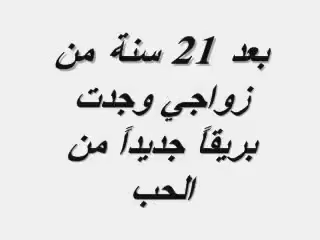 بعد 21 سنة من
زواجي وجدت
بريقاً جديداً من
الحب